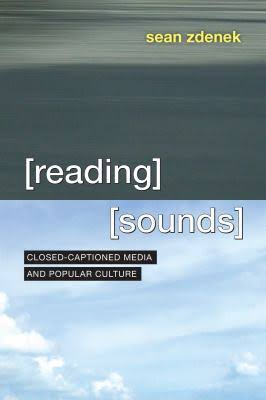 sean zdenek
[reading]
[sounds]
CLOSED-CAPTIONED MEDIA
AND POPULAR CULTURE